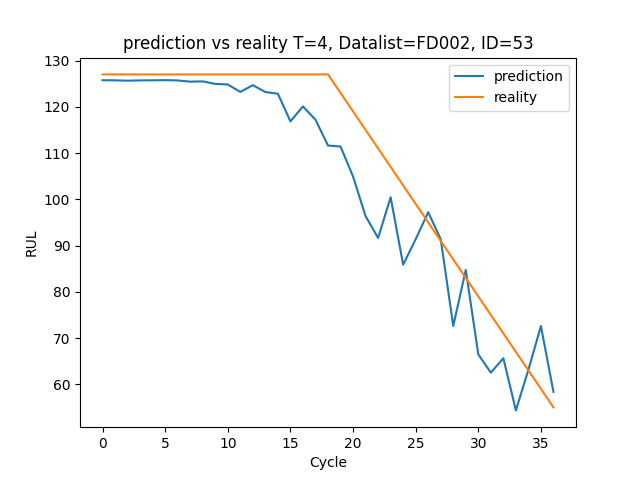 prediction vs reality T=4, Datalist=FD002, ID=53
prediction
reality
130
120
110
100
90
80
70
60
RUL
0 5 10 15 20 25 30 35
Cycle